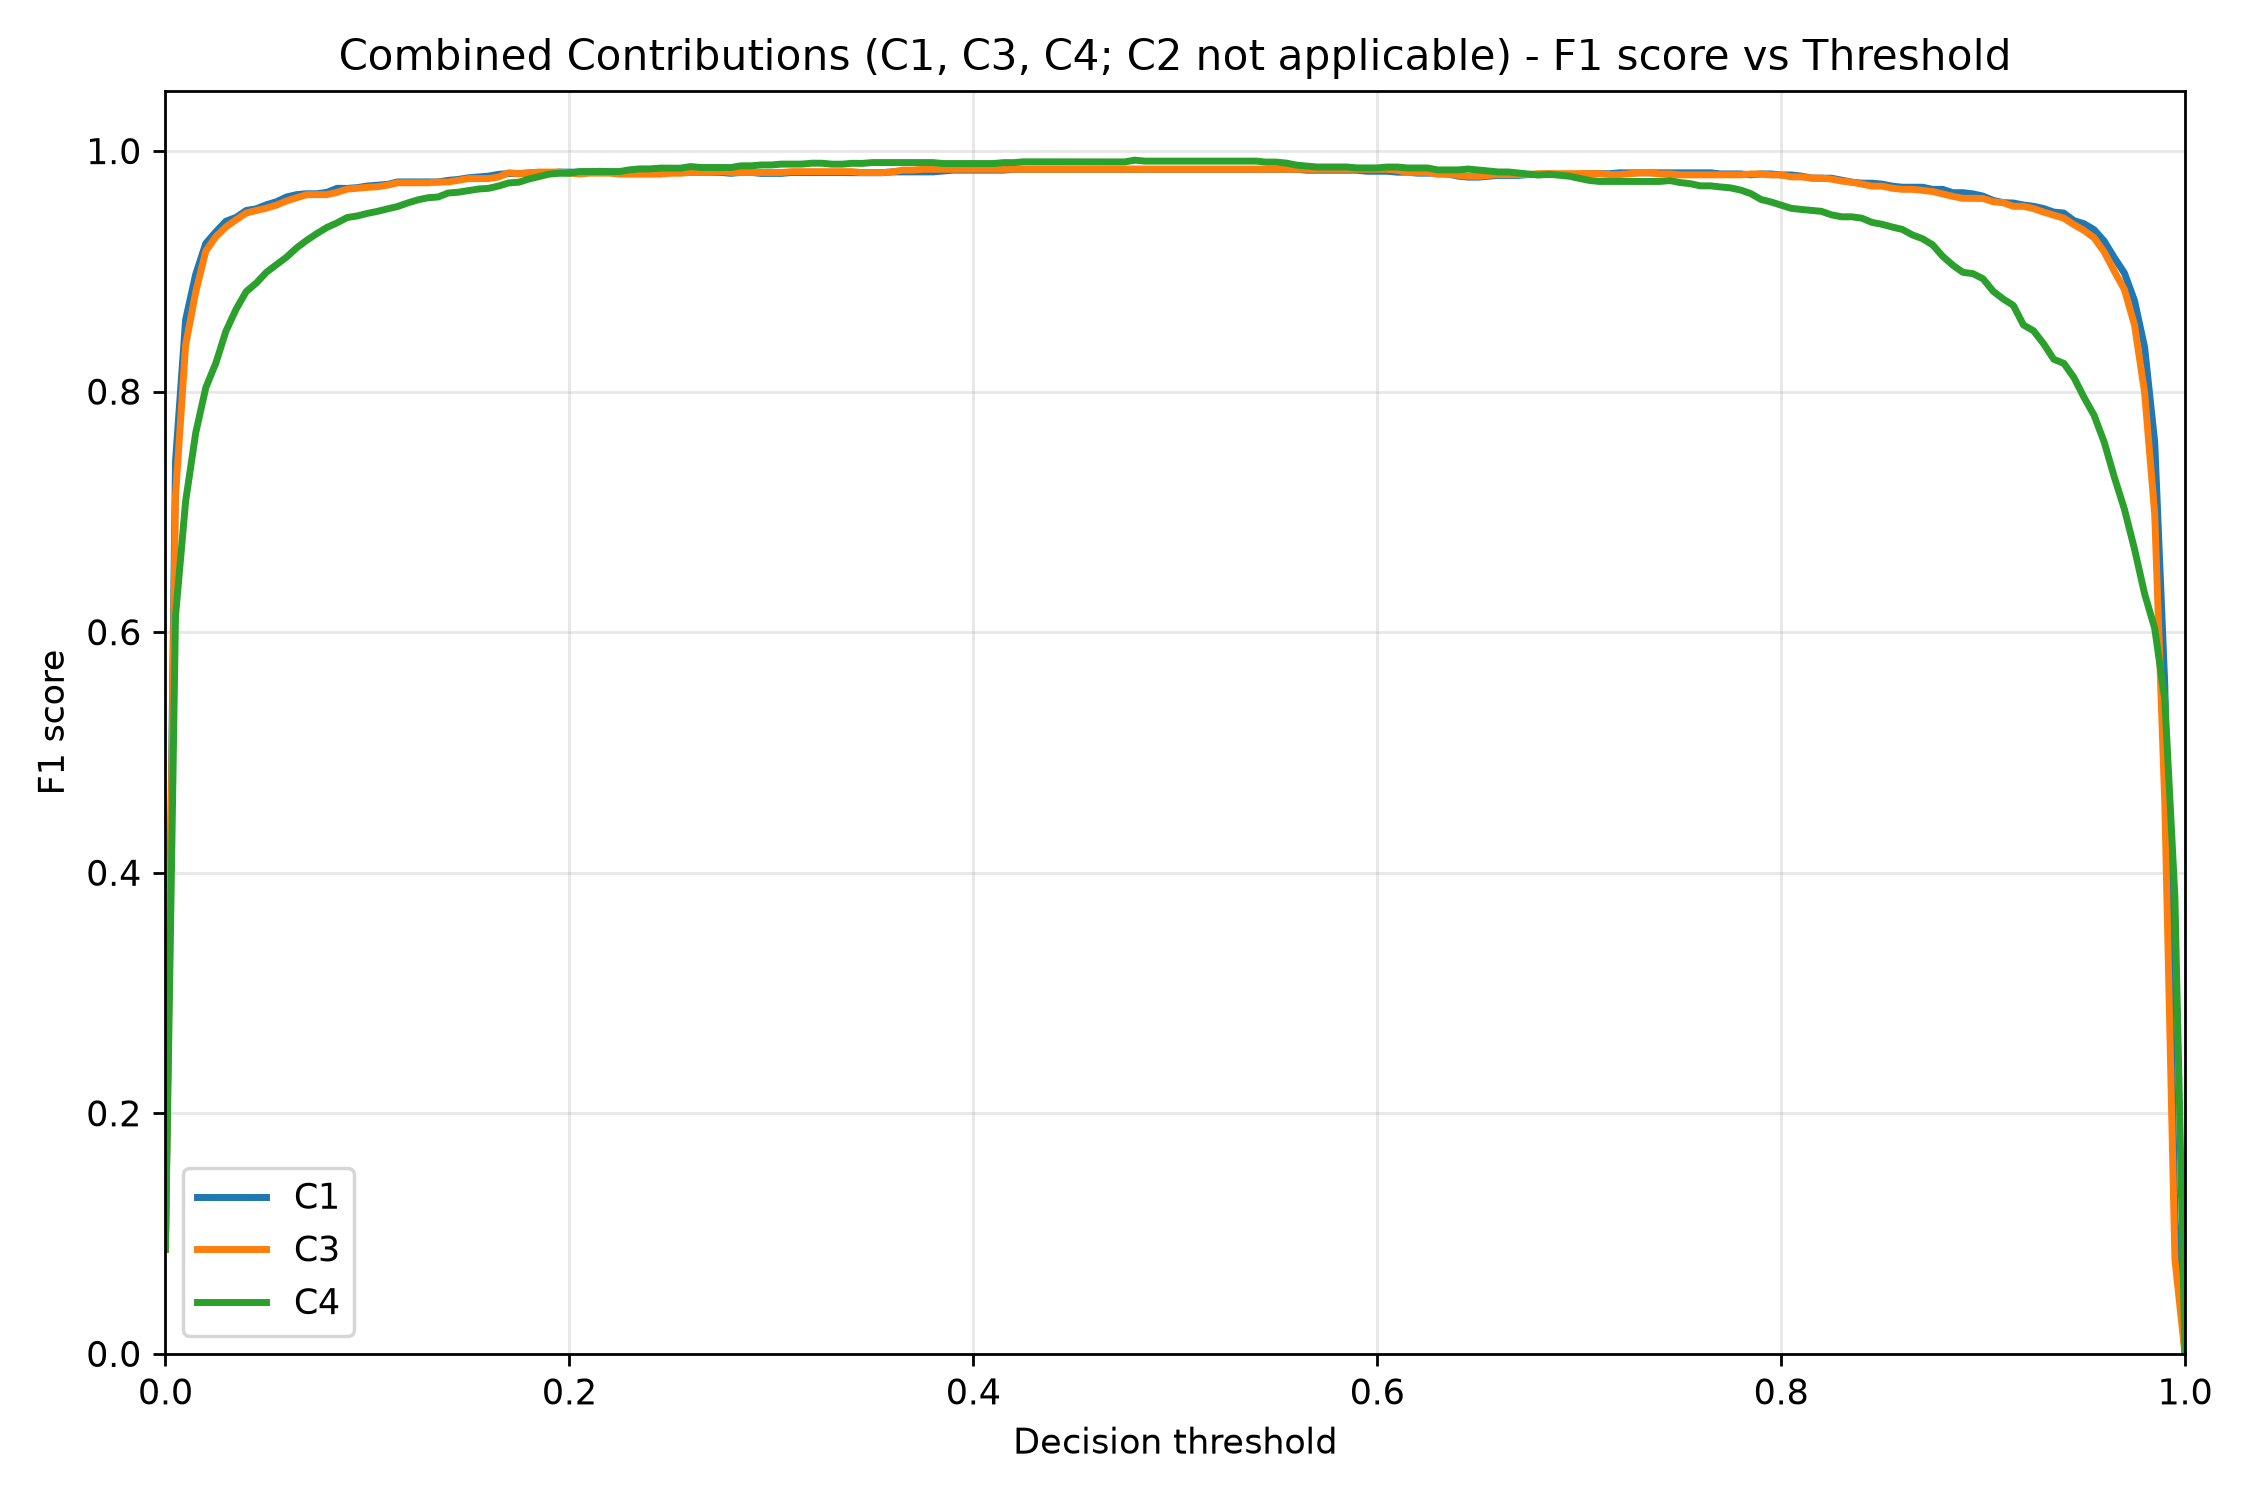 Combined Contributions (C1, C3, C4; C2 not applicable) - F1 score vs Threshold
1.0
0.8
0.6
0.4
0.2
0.0
F1 score
C1
C3
C4
0.0 0.2 0.4 0.6 0.8 1.0
Decision threshold